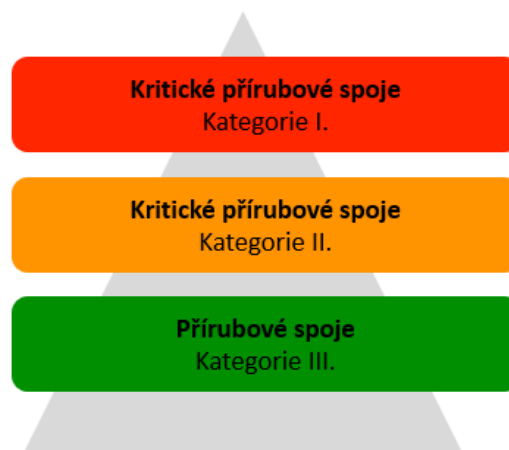 Kritické přírubové spoje
Kategorie I.
Kritické přírubové spoje
Kategorie II.
Přírubové spoje
Kategorie III.